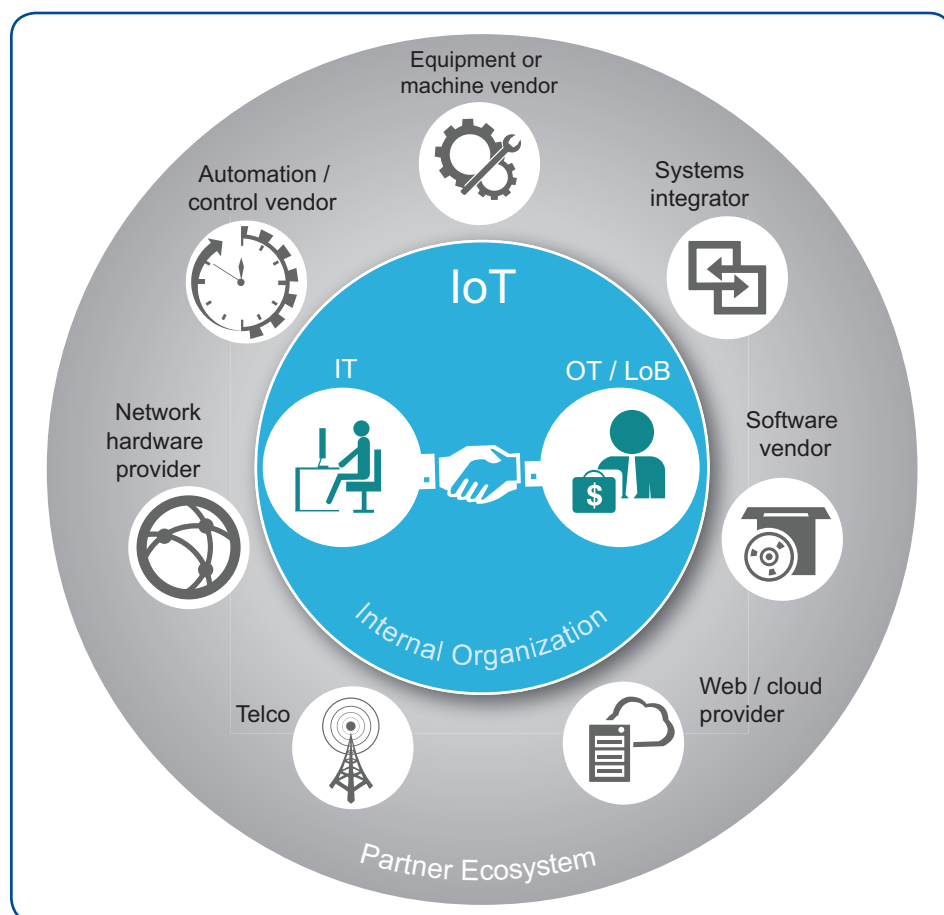 Equipment or
machine vendor
Automation /
control vendor
Systems
integrator
IoT
IT
OT / LoB
Network
hardware
provider
Software
vendor
$
Internal Organization
Telco
Web / cloud
provider
Partner Ecosystem